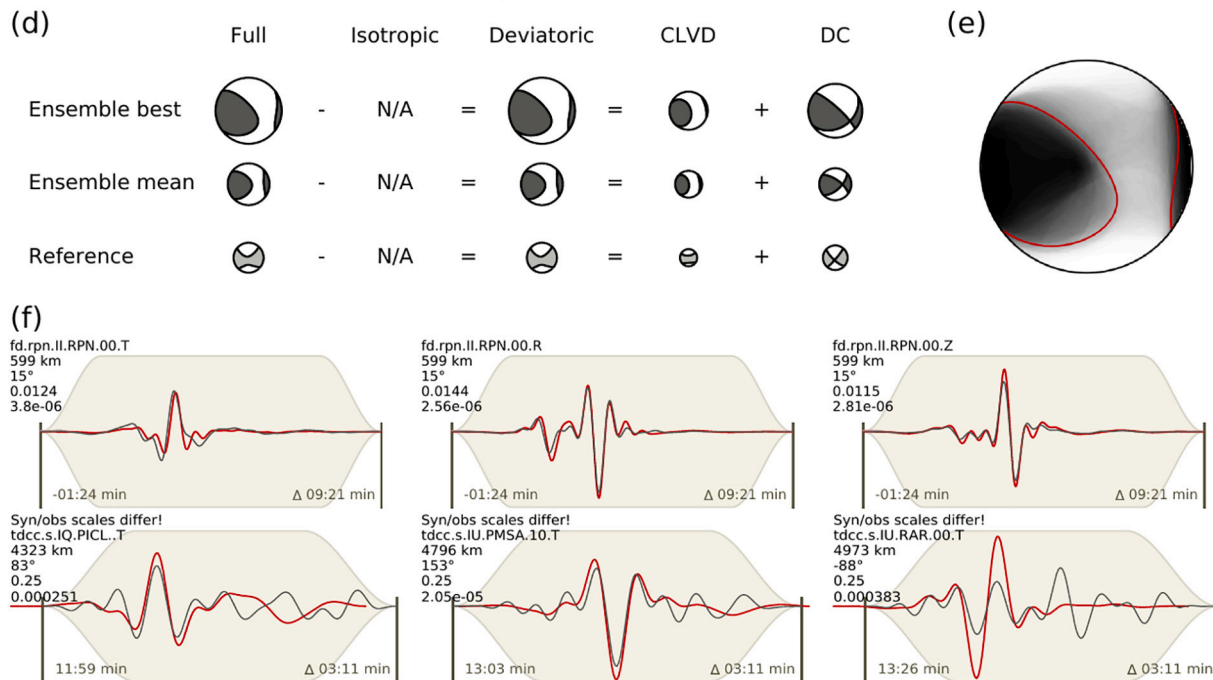 (d)
Full Isotropic Deviatoric CLVD DC
Ensemble best - N/A = = +
Ensemble mean - N/A = = +
Reference - N/A = = +
(e)
(f)
fd.rpn.II.RPN.00.T
599 km
15°
0.0124
3.8e-06
-01:24 min Δ 09:21 min
fd.rpn.II.RPN.00.R
599 km
15°
0.0144
2.56e-06
-01:24 min Δ 09:21 min
fd.rpn.II.RPN.00.Z
599 km
15°
0.0115
2.81e-06
-01:24 min Δ 09:21 min
Syn/obs scales differ!
tdcc.s.IQ.PICL..T
4323 km
83°
0.25
0.000251
11:59 min Δ 03:11 min
Syn/obs scales differ!
tdcc.s.IU.PMSA.10.T
4796 km
153°
0.25
2.05e-05
13:03 min Δ 03:11 min
Syn/obs scales differ!
tdcc.s.IU.RAR.00.T
4973 km
-88°
0.25
0.000383
13:26 min Δ 03:11 min